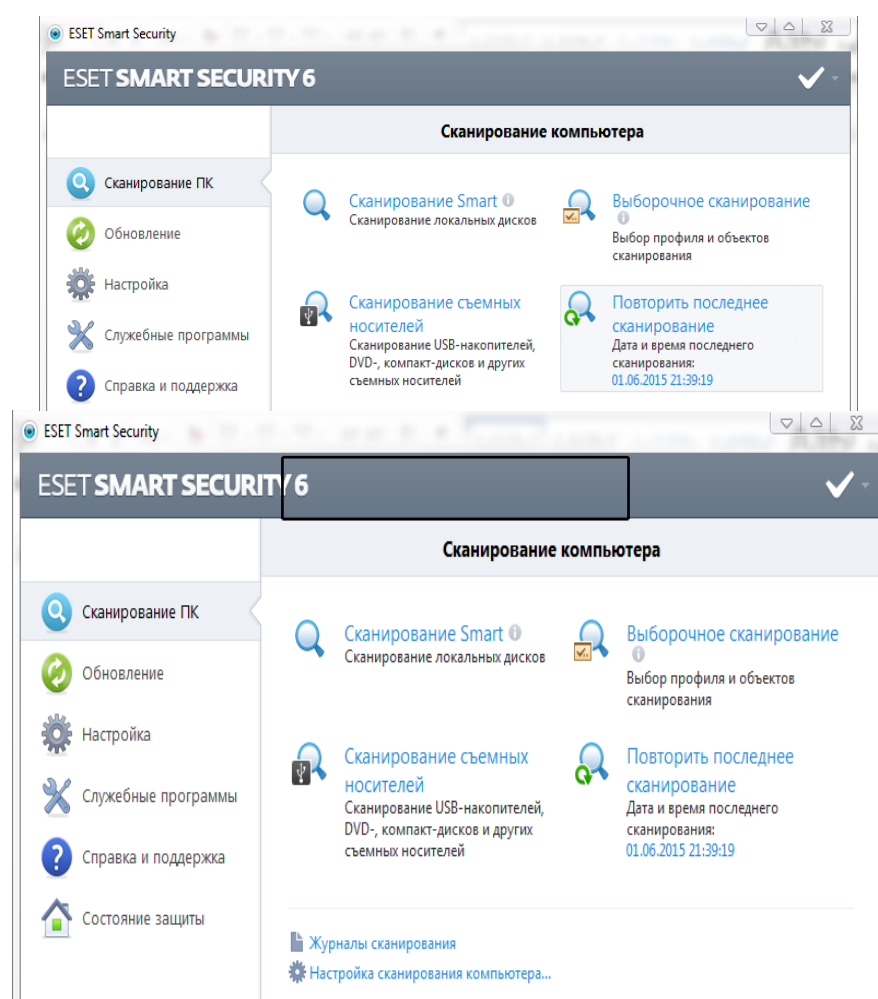 ESET Smart Security
ESET SMART SECURITY 6
Сканирование компьютера
Сканирование ПК
Обновление
Настройка
Служебные программы
Справка и поддержка
Сканирование Smart
Сканирование локальных дисков
Выборочное сканирование
Выбор профиля и объектов
сканирования
Сканирование съемных
носителей
Сканирование USB-накопителей,
DVD-, компакт-дисков и других
съемных носителей
Повторить последнее
сканирование
Дата и время последнего
сканирования:
01.06.2015 21:39:19
ESET Smart Security
ESET SMART SECURITY 6
Сканирование компьютера
Сканирование ПК
Обновление
Настройка
Служебные программы
Справка и поддержка
Состояние защиты
Сканирование Smart
Сканирование локальных дисков
Выборочное сканирование
Выбор профиля и объектов
сканирования
Сканирование съемных
носителей
Сканирование USB-накопителей,
DVD-, компакт-дисков и других
съемных носителей
Повторить последнее
сканирование
Дата и время последнего
сканирования:
01.06.2015 21:39:19
Журналы сканирования
Настройка сканирования компьютера...